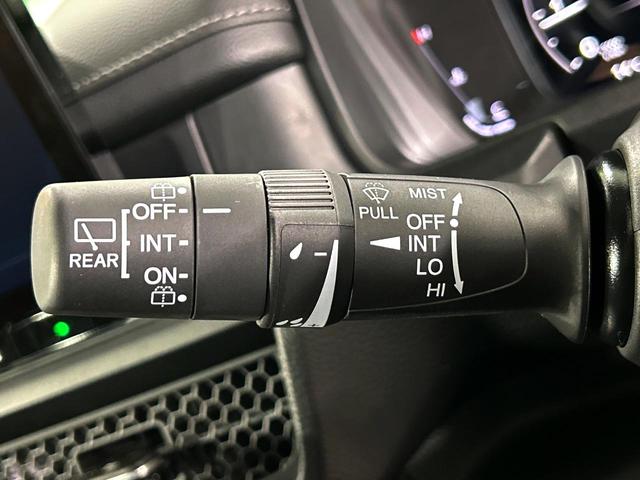 OFF
INT
ON
REAR
PULL
MIST
OFF
INT
LO
HI